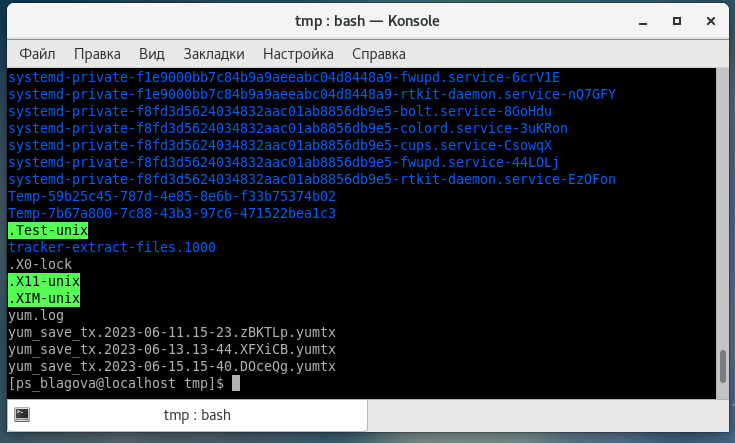 tmp : bash — Konsole
Файл Правка Вид Закладки Настройка Справка
systemd-private-f1e9000bb7c84b9a9aeeabc04d8448a9-fwupd.service-6crV1E
systemd-private-f1e9000bb7c84b9a9aeeabc04d8448a9-rtkit-daemon.service-nQ7GFY
systemd-private-f8fd3d5624034832aac01ab8856db9e5-bolt.service-8GoHdu
systemd-private-f8fd3d5624034832aac01ab8856db9e5-colord.service-3uKRon
systemd-private-f8fd3d5624034832aac01ab8856db9e5-cups.service-CsowqX
systemd-private-f8fd3d5624034832aac01ab8856db9e5-fwupd.service-44LOLj
systemd-private-f8fd3d5624034832aac01ab8856db9e5-rtkit-daemon.service-EzOFon
Temp-59b25c45-787d-4e85-8e6b-f33b75374b02
Temp-7b67a800-7c88-43b3-97c6-471522bea1c3
.Test-unix
tracker-extract-files.1000
.X0-lock
.X11-unix
.XIM-unix
yum.log
yum_save_tx.2023-06-11.15-23.zBKTLp.yumtx
yum_save_tx.2023-06-13.13-44.XFXiCB.yumtx
yum_save_tx.2023-06-15.15-40.DOceQg.yumtx
[ps_blagova@localhost tmp]$
tmp : bash